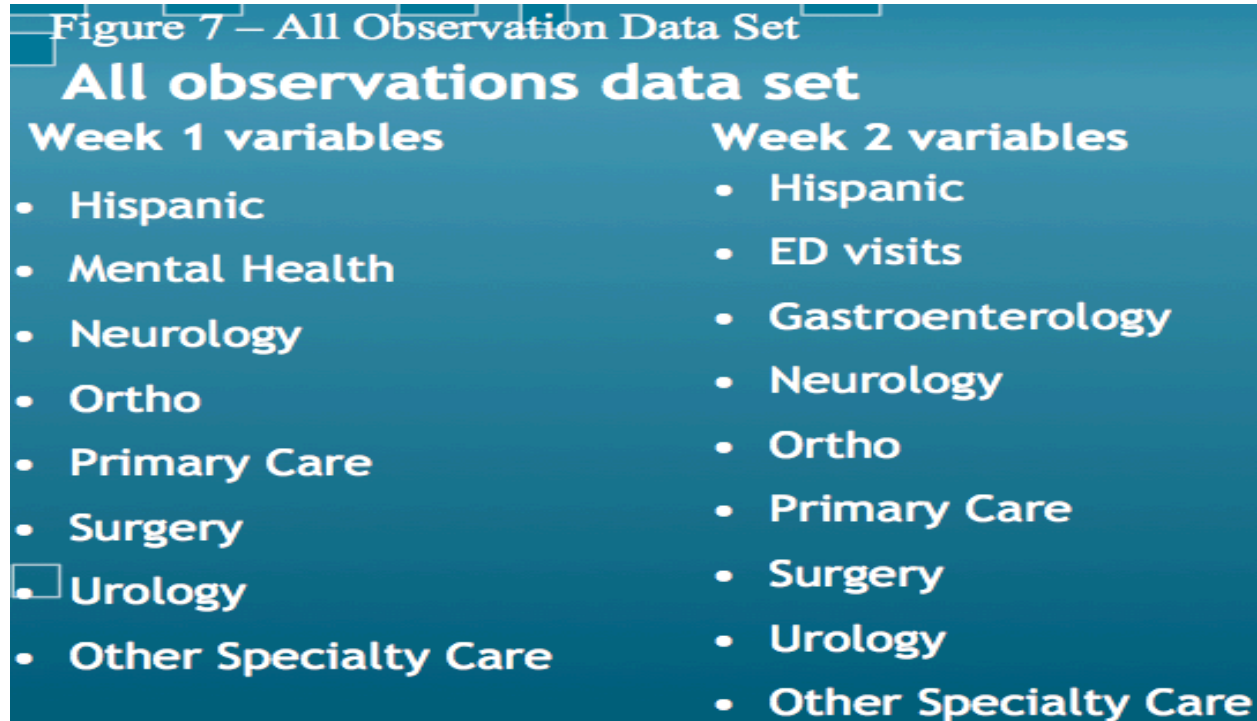 Figure 7 – All Observation Data Set
All observations data set
Week 1 variables
• Hispanic
• Mental Health
• Neurology
• Ortho
• Primary Care
• Surgery
• Urology
• Other Specialty Care
Week 2 variables
• Hispanic
• ED visits
• Gastroenterology
• Neurology
• Ortho
• Primary Care
• Surgery
• Urology
• Other Specialty Care